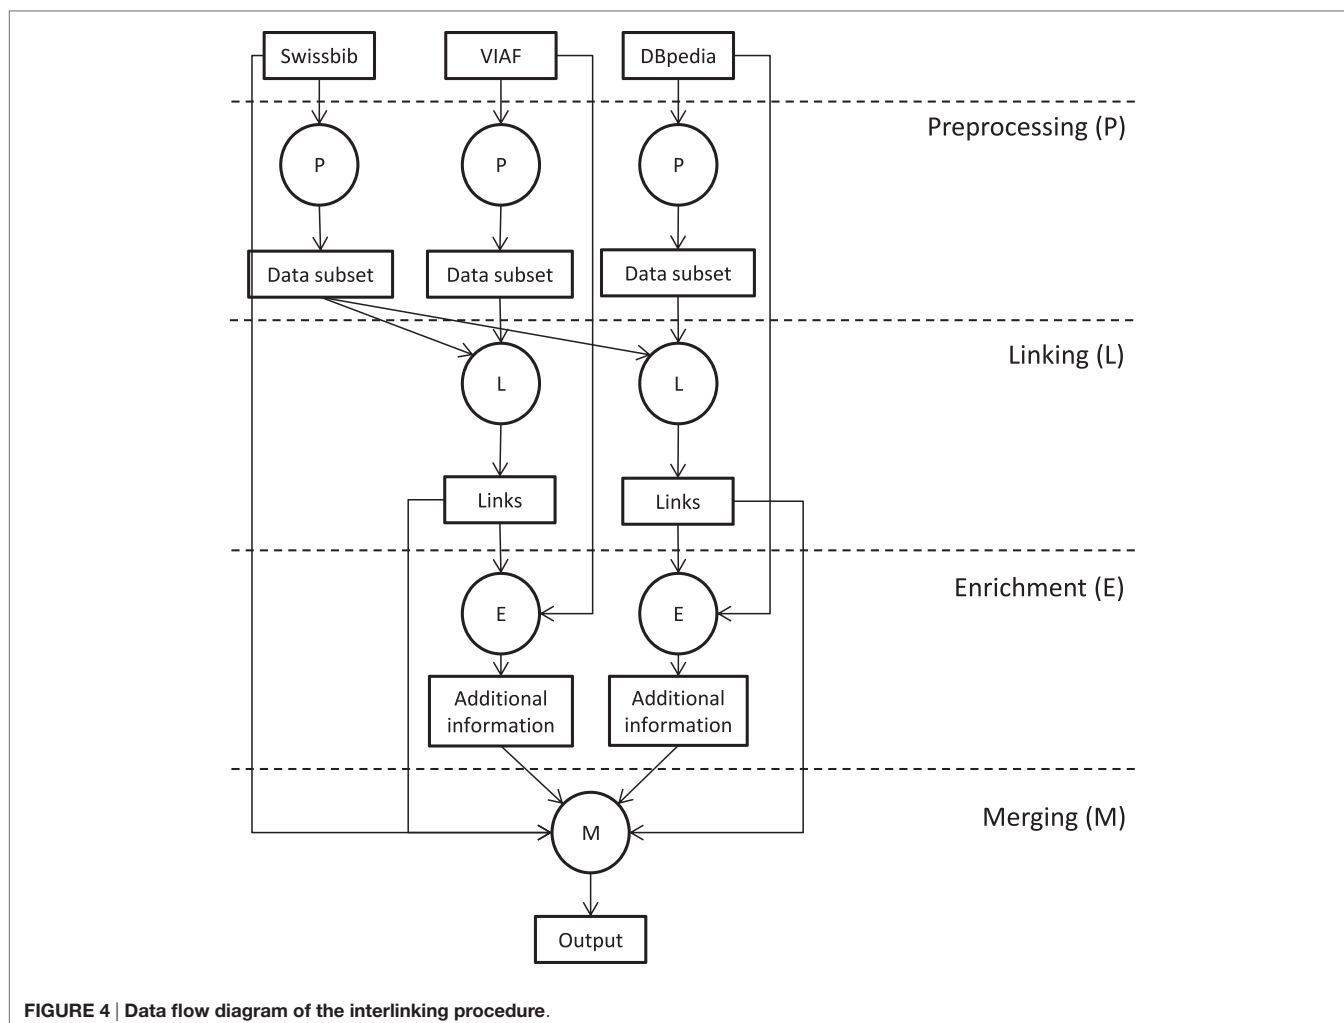 Swissbib VIAF DBpedia
Preprocessing (P)
P P P
Data subset Data subset Data subset
Linking (L)
L L
Links Links
Enrichment (E)
E E
Additional
information
Additional
information
Merging (M)
M
Output
FIGURE 4 | Data flow diagram of the interlinking procedure.